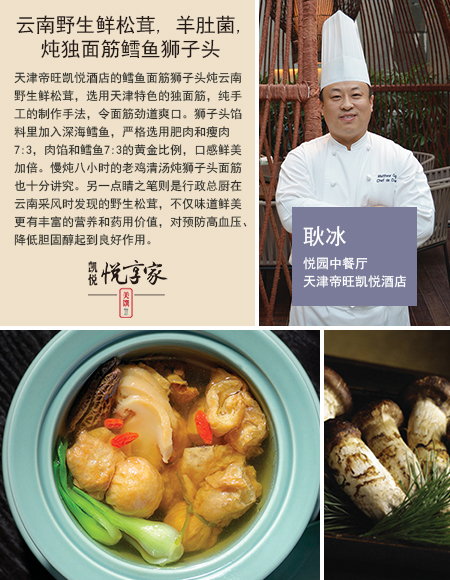 云南野生鲜松茸，羊肚菌，
炖独面筋鳕鱼狮子头
天津帝旺凯悦酒店的鳕鱼面筋狮子头炖云南
野生鲜松茸，选用天津特色的独面筋，纯手
工的制作手法，令面筋劲道爽口。狮子头馅
料里加入深海鳕鱼，严格选用肥肉和瘦肉
7:3，肉馅和鳕鱼7:3的黄金比例，口感鲜美
加倍。慢炖八小时的老鸡清汤炖狮子头面筋
也十分讲究。另一点睛之笔则是行政总厨在
云南采风时发现的野生松茸，不仅味道鲜美
更有丰富的营养和药用价值，对预防高血压、
降低胆固醇起到良好作用。
凯悦 悦享家
美馔
耿冰
悦园中餐厅
天津帝旺凯悦酒店